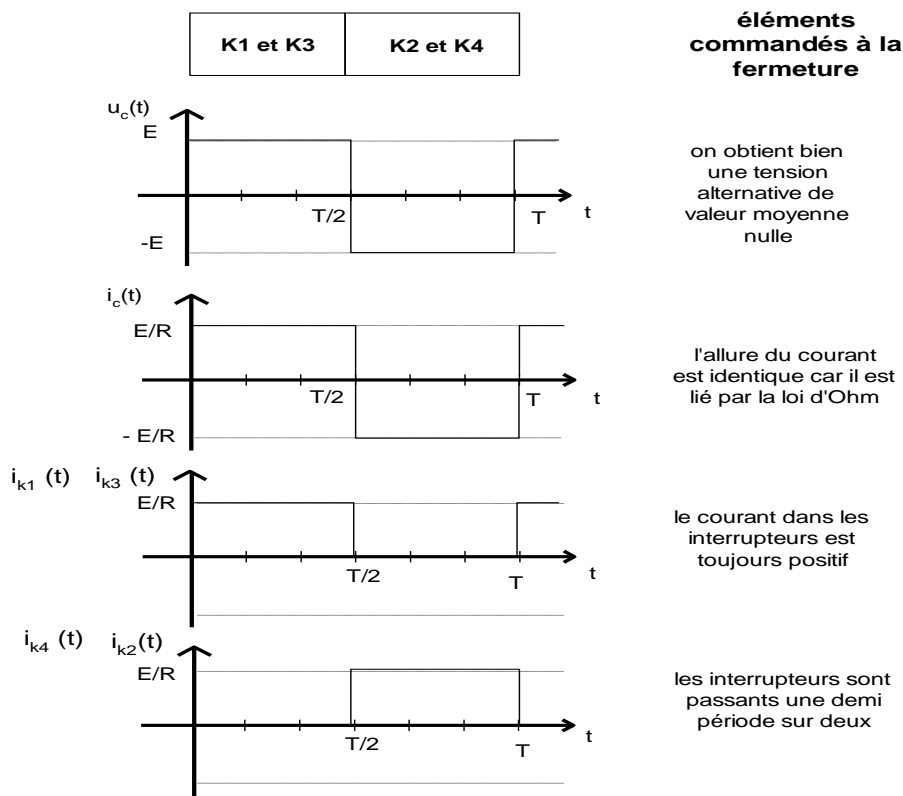 K1 et K3
K2 et K4
éléments
commandés à la
fermeture
u_c(t)
E
T/2
T
t
-E
on obtient bien
une tension
alternative de
valeur moyenne
nulle
i_c(t)
E/R
T/2
T
t
- E/R
l'allure du courant
est identique car il est
lié par la loi d'Ohm
i_k1 (t) i_k3 (t)
E/R
T/2
T
t
le courant dans les
interrupteurs est
toujours positif
i_k4 (t) i_k2(t)
E/R
T/2
T
t
les interrupteurs sont
passants une demi
période sur deux